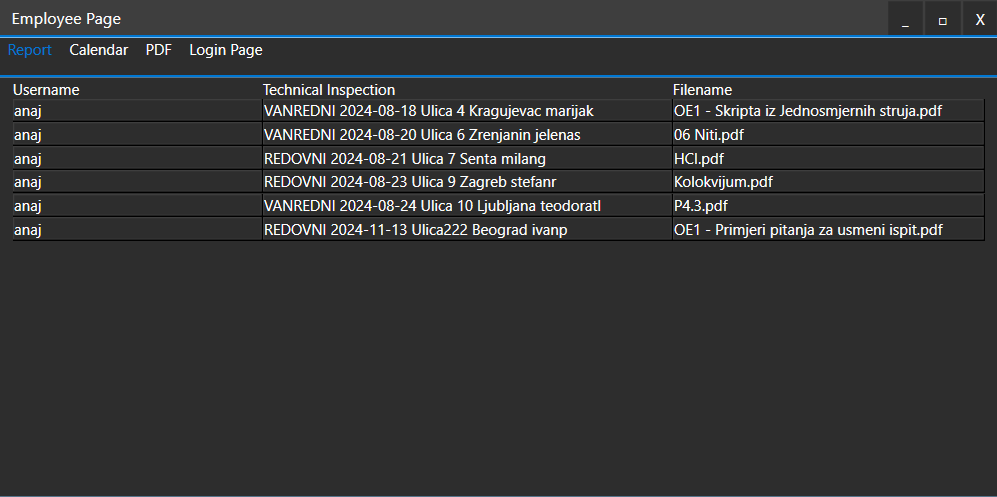 Employee Page _ □ X
Report Calendar PDF Login Page
Username Technical Inspection Filename
anaj VANREDNI 2024-08-18 Ulica 4 Kragujevac marijak OE1 - Skripta iz Jednosmjernih struja.pdf
anaj VANREDNI 2024-08-20 Ulica 6 Zrenjanin jelenas 06 Niti.pdf
anaj REDOVNI 2024-08-21 Ulica 7 Senta milang HCI.pdf
anaj REDOVNI 2024-08-23 Ulica 9 Zagreb stefanr Kolokvijum.pdf
anaj VANREDNI 2024-08-24 Ulica 10 Ljubljana teodoratl P4.3.pdf
anaj REDOVNI 2024-11-13 Ulica222 Beograd ivanp OE1 - Primjeri pitanja za usmeni ispit.pdf